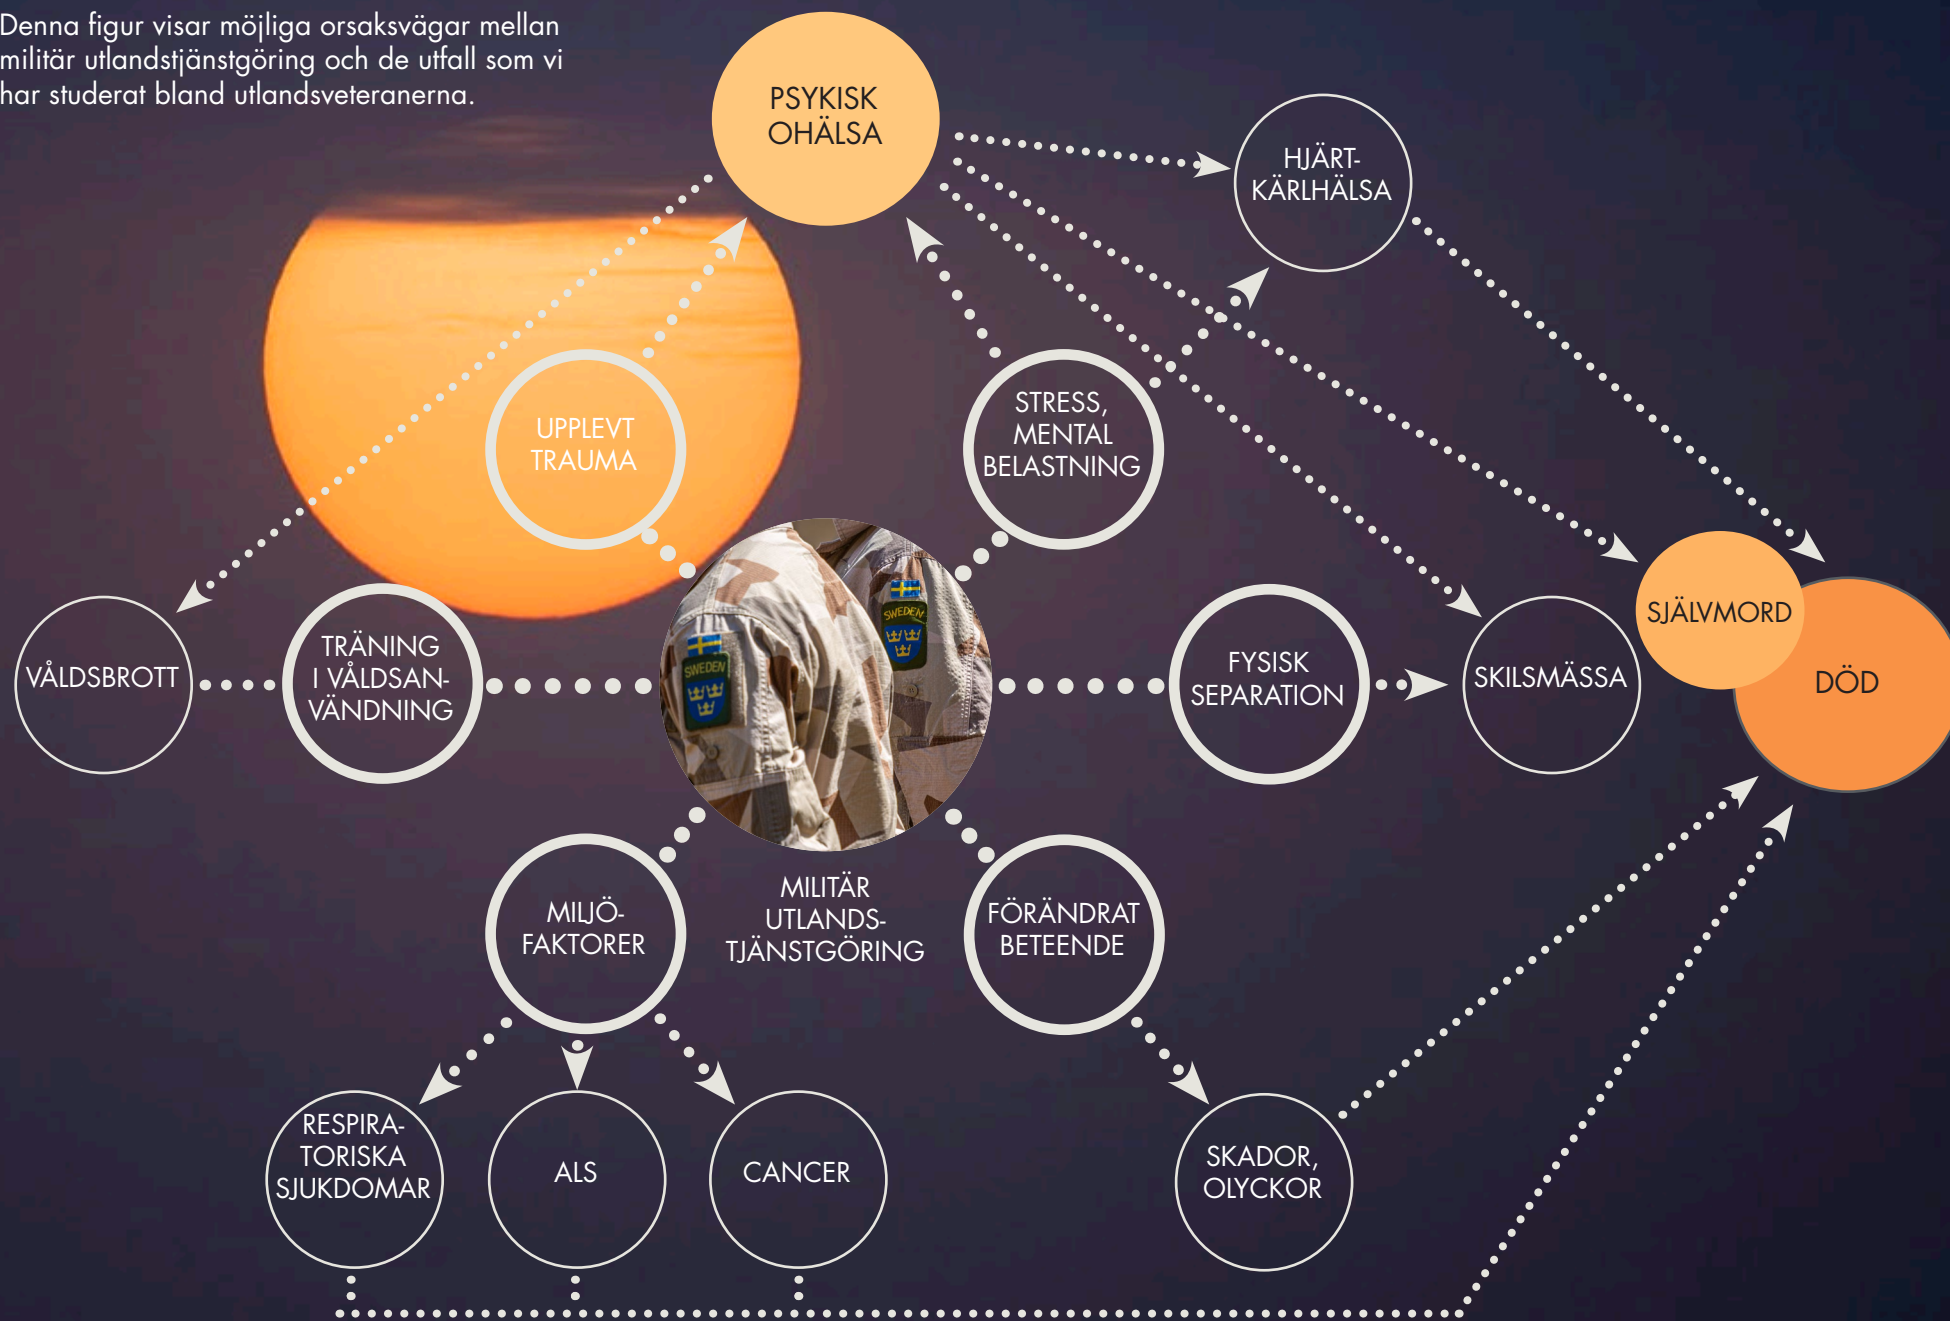 Denna figur visar möjliga orsaksvägar mellan
militär utlandstjänstgöring och de utfall som vi
har studerat bland utlandsveteranerna.
PSYKISK
OHÄLSA
HJÄRT-
KÄRLHÄLSA
UPPLEVT
TRAUMA
STRESS,
MENTAL
BELASTNING
VÅLDSBROTT
TRÄNING
I VÅLDSAN-
VÄNDNING
SWEDEN
SWEDEN
FYSISK
SEPARATION
SKILSMÄSSA
SJÄLVMORD
DÖD
MILJÖ-
FAKTORER
MILITÄR
UTLANDS-
TJÄNSTGÖRING
FÖRÄNDRAT
BETEENDE
RESPIRA-
TORISKA
SJUKDOMAR
ALS
CANCER
SKADOR,
OLYCKOR